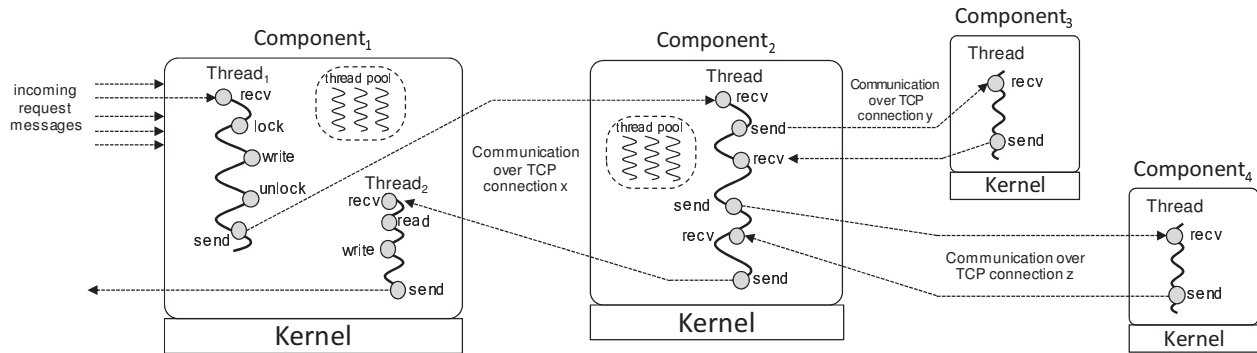 Component1
incoming
request
messages
Thread1
recv
lock
write
unlock
send
thread pool
Thread2
recv
read
write
send
Kernel
Communication
over TCP
connection x
Component2
Thread
recv
send
recv
send
recv
send
thread pool
Kernel
Communication
over TCP
connection y
Component3
Thread
recv
send
Kernel
Communication over
TCP connection z
Component4
Thread
recv
send
Kernel